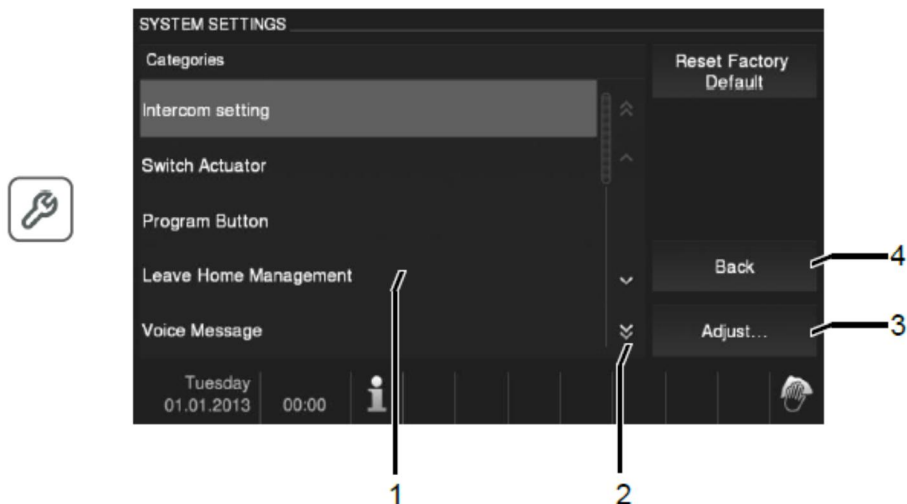 SYSTEM SETTINGS
Categories
Reset Factory
Default
Intercom setting
Switch Actuator
Program Button
Leave Home Management
Back
4
Voice Message
Adjust...
3
Tuesday
01.01.2013
00:00
1
2